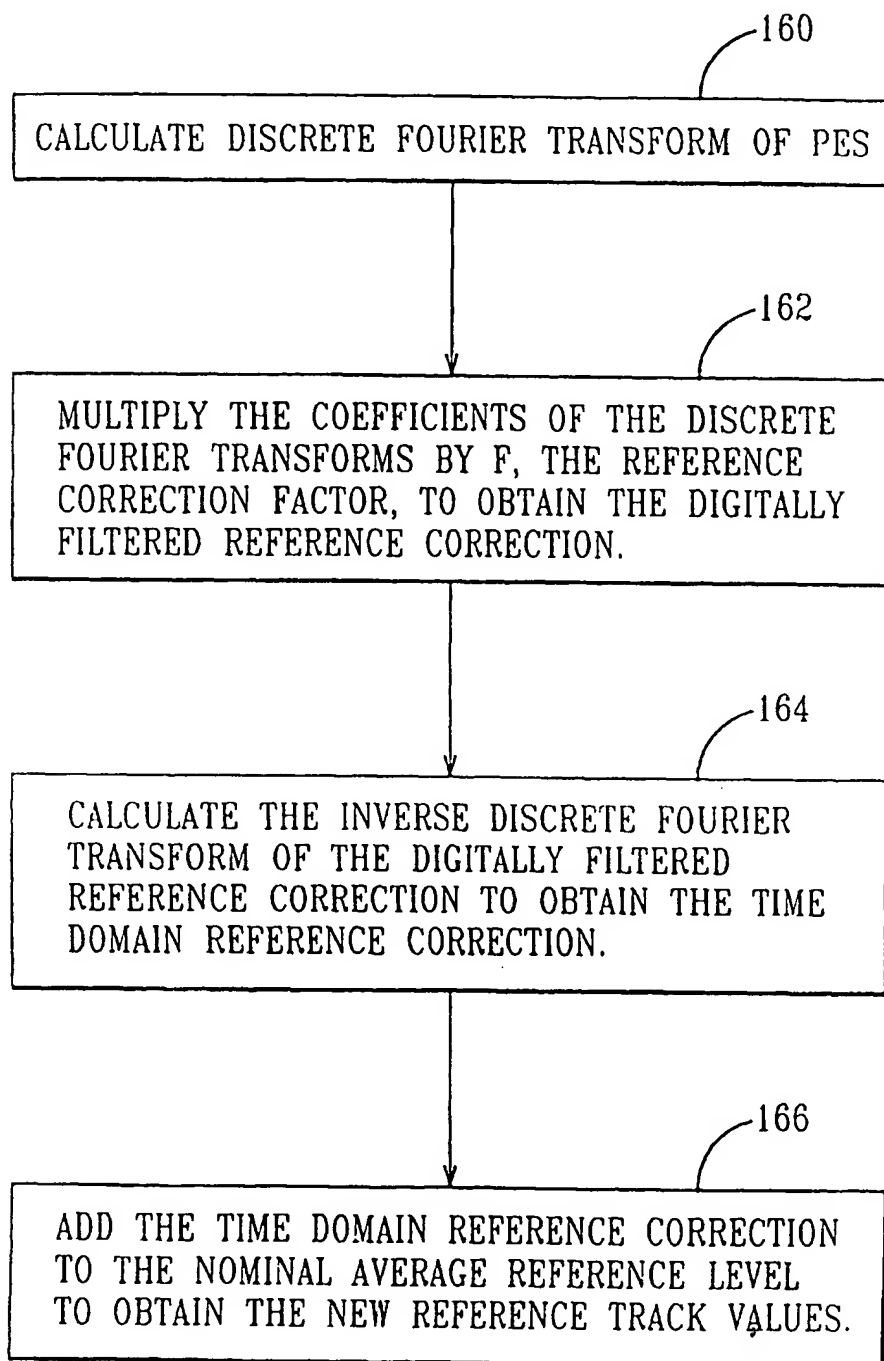 160
CALCULATE DISCRETE FOURIER TRANSFORM OF PES
162
MULTIPLY THE COEFFICIENTS OF THE DISCRETE
FOURIER TRANSFORMS BY F, THE REFERENCE
CORRECTION FACTOR, TO OBTAIN THE DIGITALLY
FILTERED REFERENCE CORRECTION.
164
CALCULATE THE INVERSE DISCRETE FOURIER
TRANSFORM OF THE DIGITALLY FILTERED
REFERENCE CORRECTION TO OBTAIN THE TIME
DOMAIN REFERENCE CORRECTION.
166
ADD THE TIME DOMAIN REFERENCE CORRECTION
TO THE NOMINAL AVERAGE REFERENCE LEVEL
TO OBTAIN THE NEW REFERENCE TRACK VALUES.